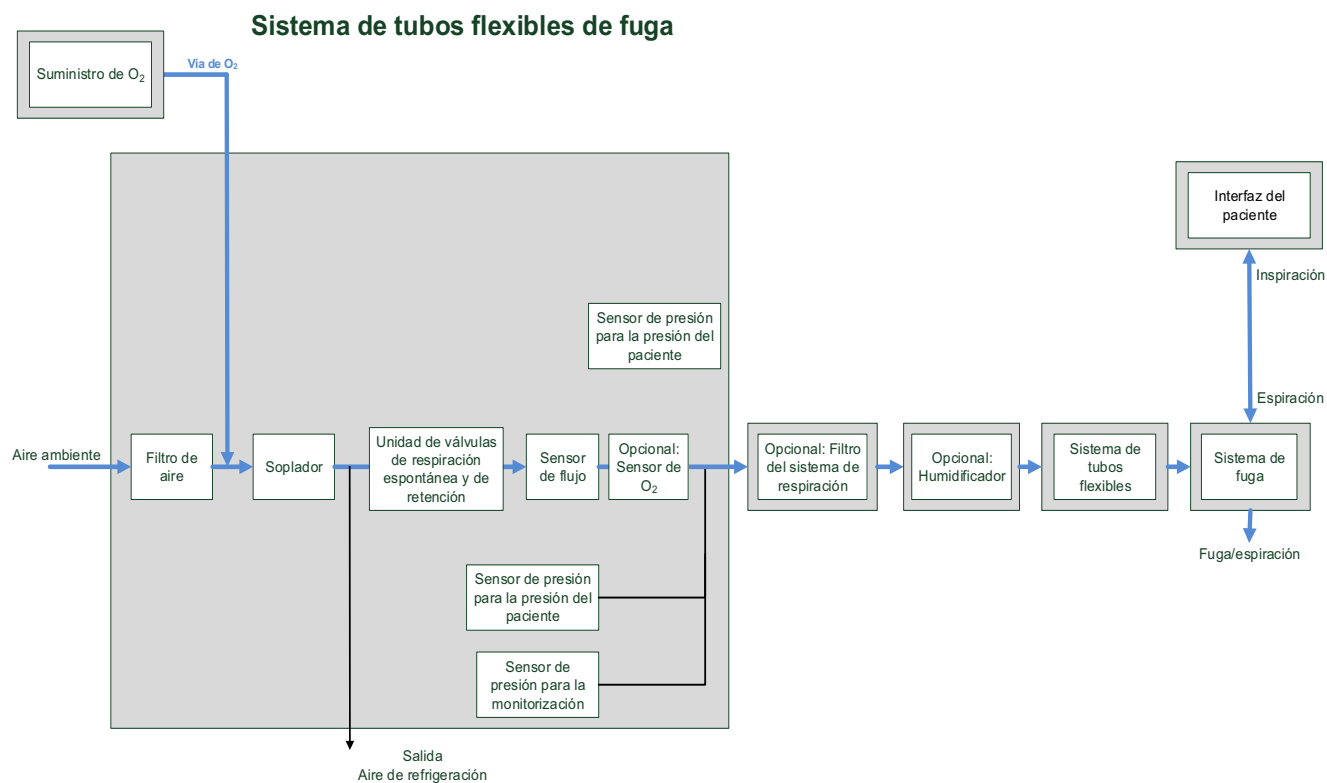 Sistema de tubos flexibles de fuga
Suministro de O₂
Vía de O₂
Interfaz del
paciente
Inspiración
Sensor de presión
para la presión del
paciente
Espiración
Aire ambiente
Filtro de
aire
Soplador
Unidad de válvulas
de respiración
espontánea y de
retención
Sensor
de flujo
Opcional:
Sensor de
O₂
Opcional: Filtro
del sistema de
respiración
Opcional:
Humidificador
Sistema de
tubos
flexibles
Sistema de
fuga
Fuga/espiración
Sensor de presión
para la presión del
paciente
Sensor de
presión para la
monitorización
Salida
Aire de refrigeración